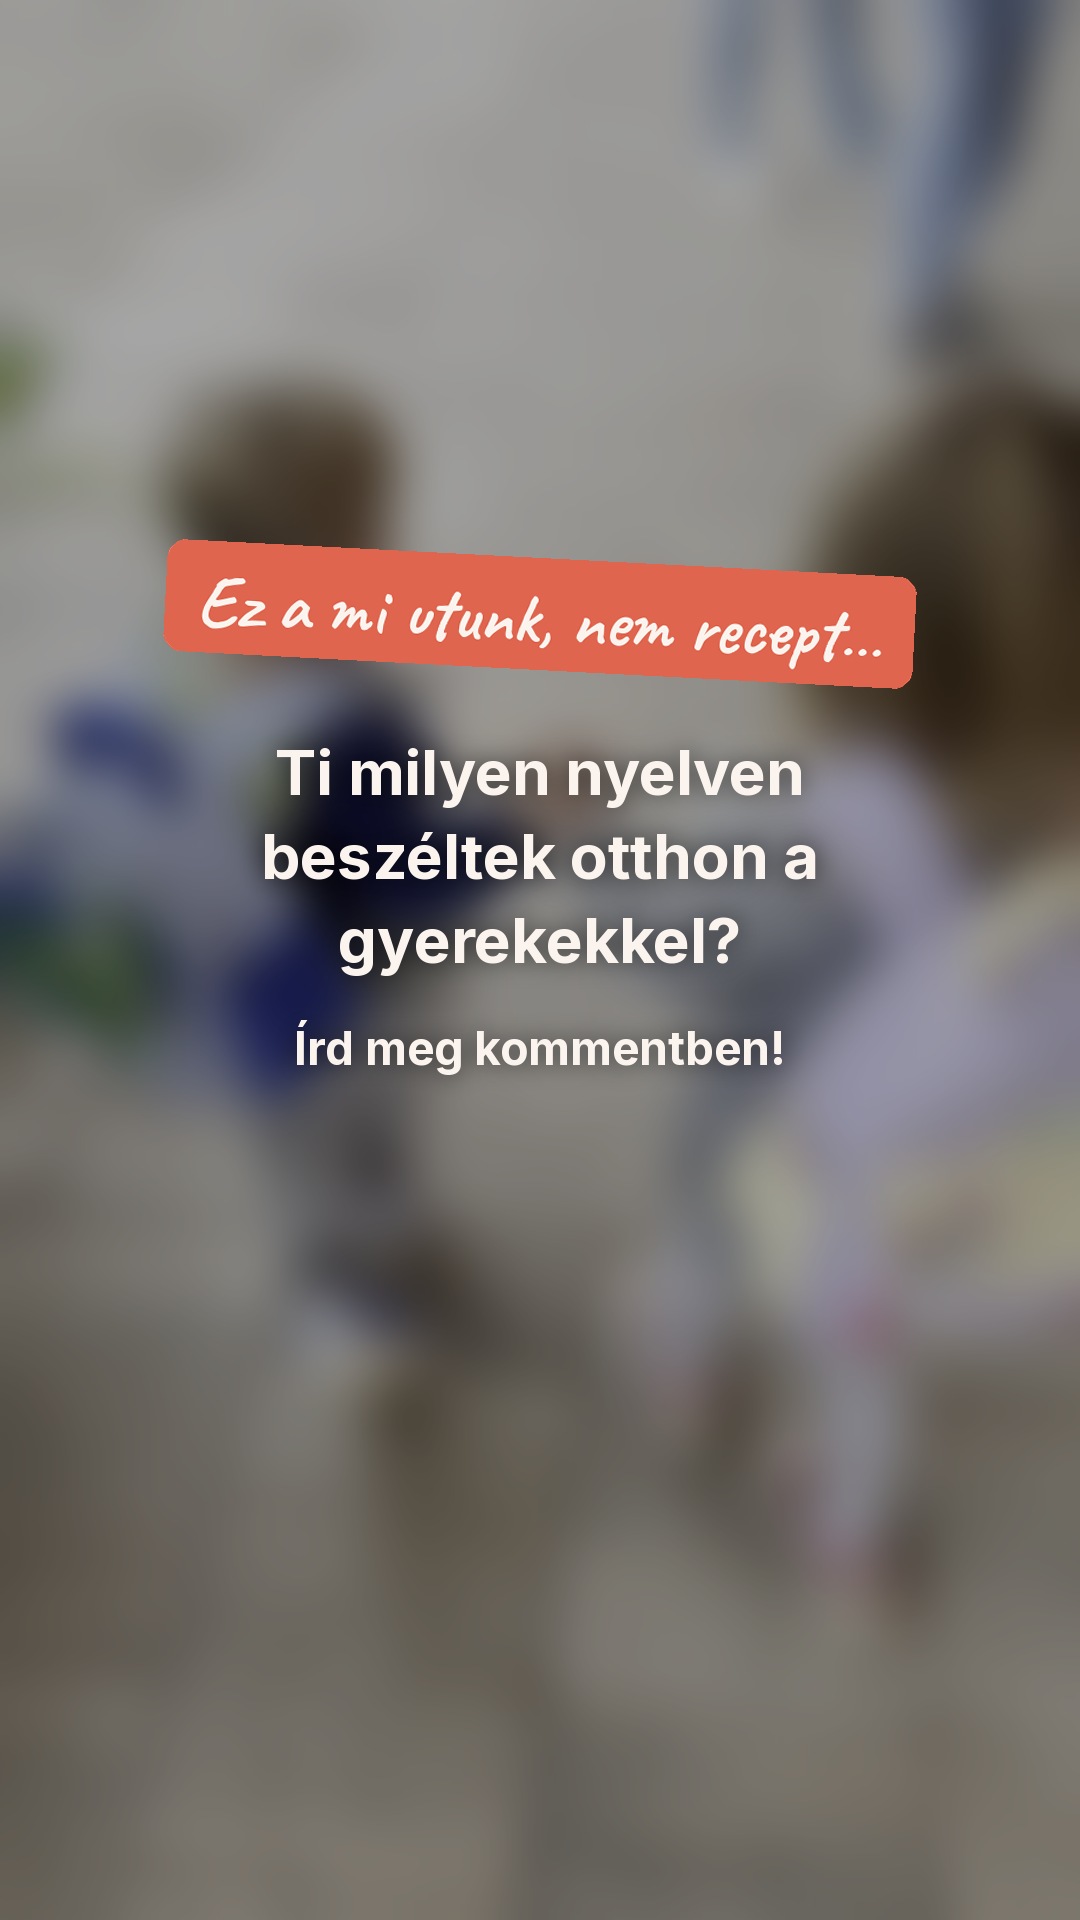 Ez a mi utunk, nem recept...
Ti milyen nyelven
beszéltek otthon a
gyerekekkel?
Írd meg kommentben!